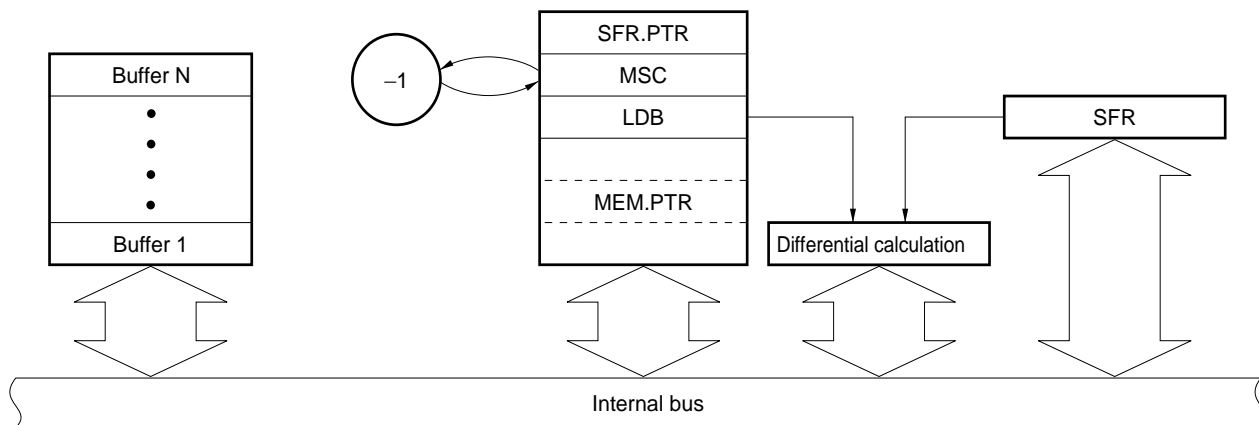 Buffer N
Buffer 1
–1
SFR.PTR
MSC
LDB
MEM.PTR
SFR
Differential calculation
Internal bus